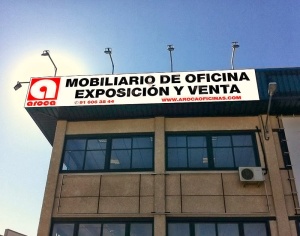 MOBILIARIO DE OFICINA
EXPOSICIÓN Y VENTA
aroca
WWW.AROCAOFICINAS.COM